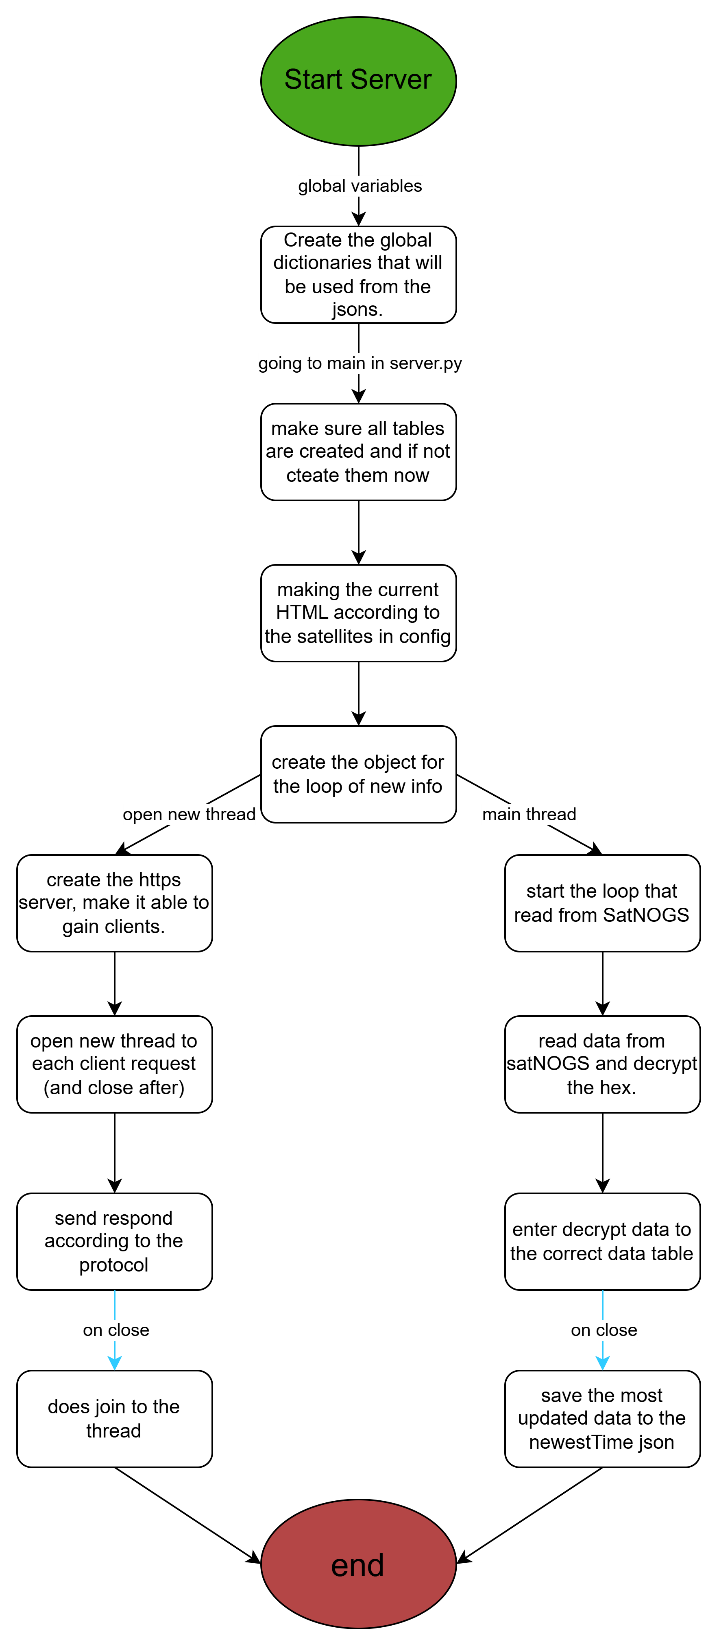 Start Server
global variables
Create the global
dictionaries that will
be used from the
jsons.
going to main in server.py
make sure all tables
are created and if not
cteate them now
making the current
HTML according to
the satellites in config
create the object for
the loop of new info
open new thread
main thread
create the https
server, make it able to
gain clients.
start the loop that
read from SatNOGS
open new thread to
each client request
(and close after)
read data from
satNOGS and decrypt
the hex.
send respond
according to the
protocol
enter decrypt data to
the correct data table
on close
on close
does join to the
thread
save the most
updated data to the
newestTime json
end